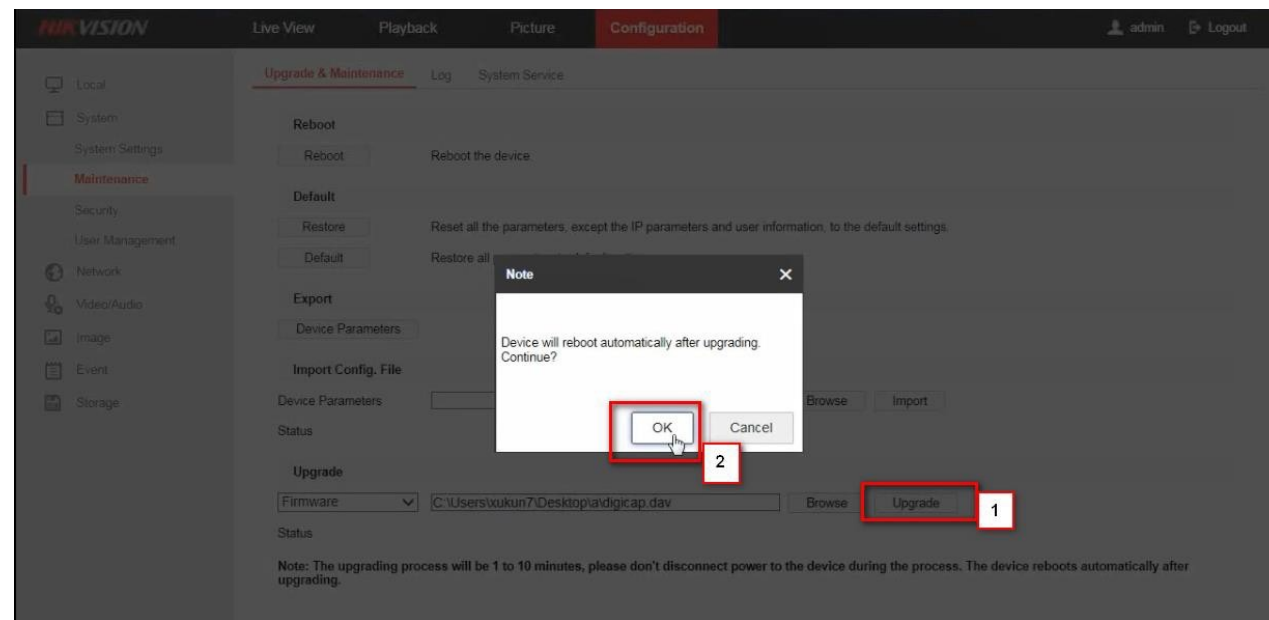 HIKVISION Live View Playback Picture Configuration admin Logout
Upgrade & Maintenance Log System Service
Local
System
System Settings
Maintenance
Security
User Management
Network
Video/Audio
Image
Event
Storage
Reboot
Reboot Reboot the device.
Default
Restore Reset all the parameters, except the IP parameters and user information, to the default settings.
Default Restore all
Export
Device Parameters
Import Config. File
Device Parameters Browse Import
Status
Note
Device will reboot automatically after upgrading.
Continue?
OK Cancel
2
Upgrade
Firmware C:\Users\xukun7\Desktop\a\digicap.dav Browse Upgrade
1
Status
Note: The upgrading process will be 1 to 10 minutes, please don't disconnect power to the device during the process. The device reboots automatically after
upgrading.